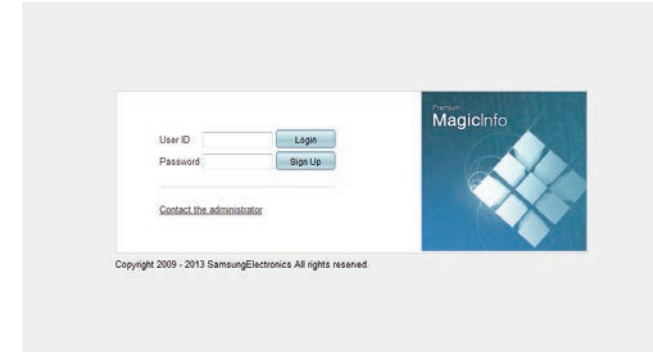 Premium
MagicInfo
User ID Login
Password Sign Up
Contact the administrator
Copyright 2009 - 2013 SamsungElectronics All rights reserved.